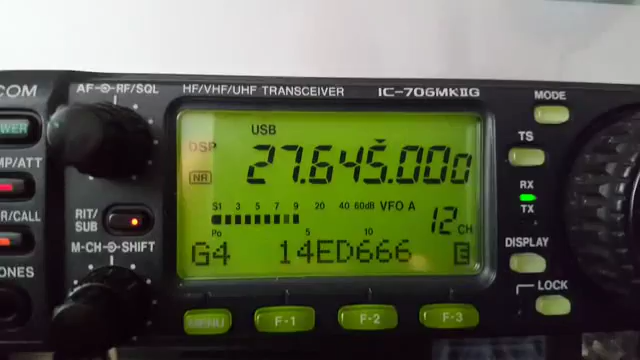 COM AF-RF/SQL HF/VHF/UHF TRANSCEIVER IC-706MKIIG
MODE
USB
DSP
27.645.000
NR
TS
POWER
MP/ATT
S1 3 5 7 9 20 40 60dB VFO A
12 CH
RX
TX
R/CALL
RIT/
SUB
Po 5 10
M-CH-SHIFT
G4 14ED666 E
DISPLAY
ONES
LOCK
MENU F-1 F-2 F-3